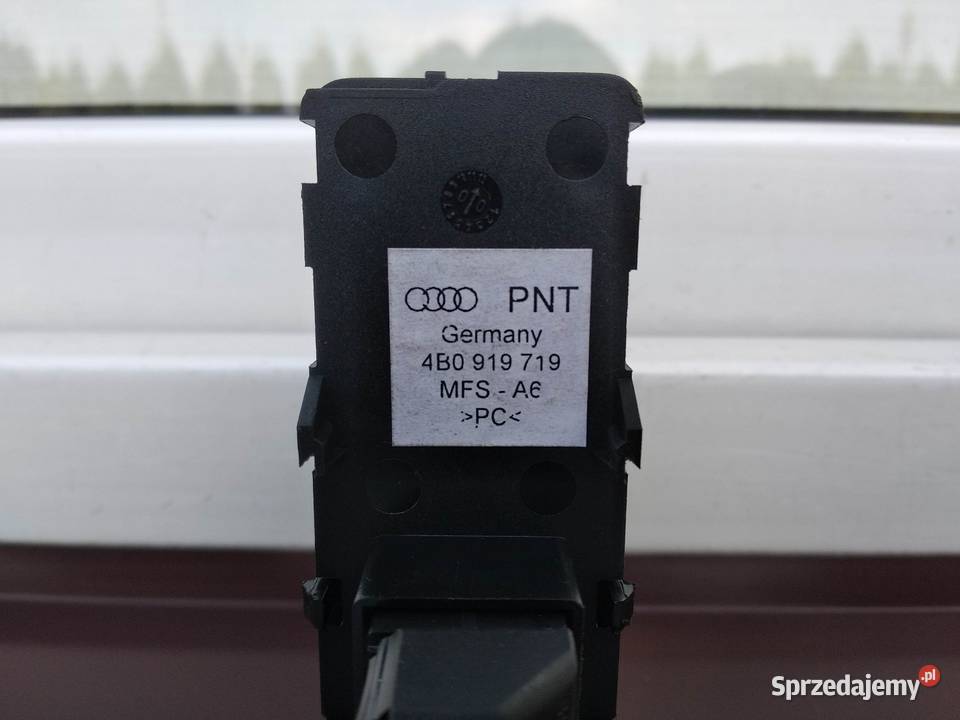 PNT
Germany
4B0 919 719
MFS - A6
>PC<
Sprzedajemy.pl